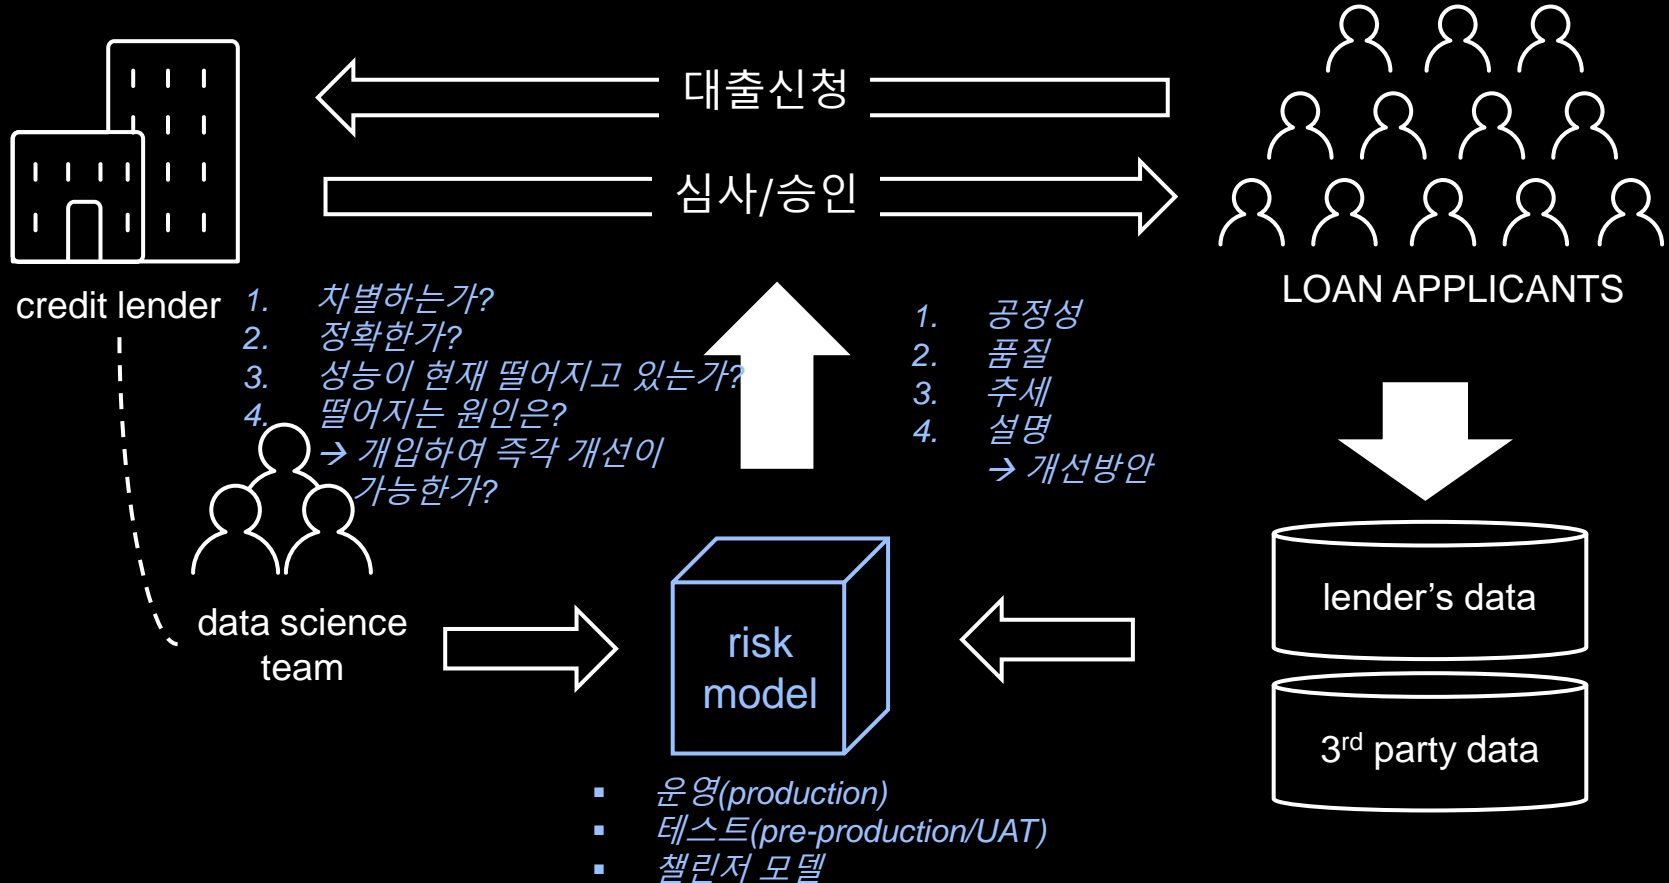 대출신청
심사/승인
credit lender
LOAN APPLICANTS
1. 차별하는가?
2. 정확한가?
3. 성능이 현재 떨어지고 있는가?
4. 떨어지는 원인은?
→ 개입하여 즉각 개선이
가능한가?
1. 공정성
2. 품질
3. 추세
4. 설명
→ 개선방안
data science
team
risk
model
lender’s data
3rd party data
▪ 운영(production)
▪ 테스트(pre-production/UAT)
▪ 챌린저 모델